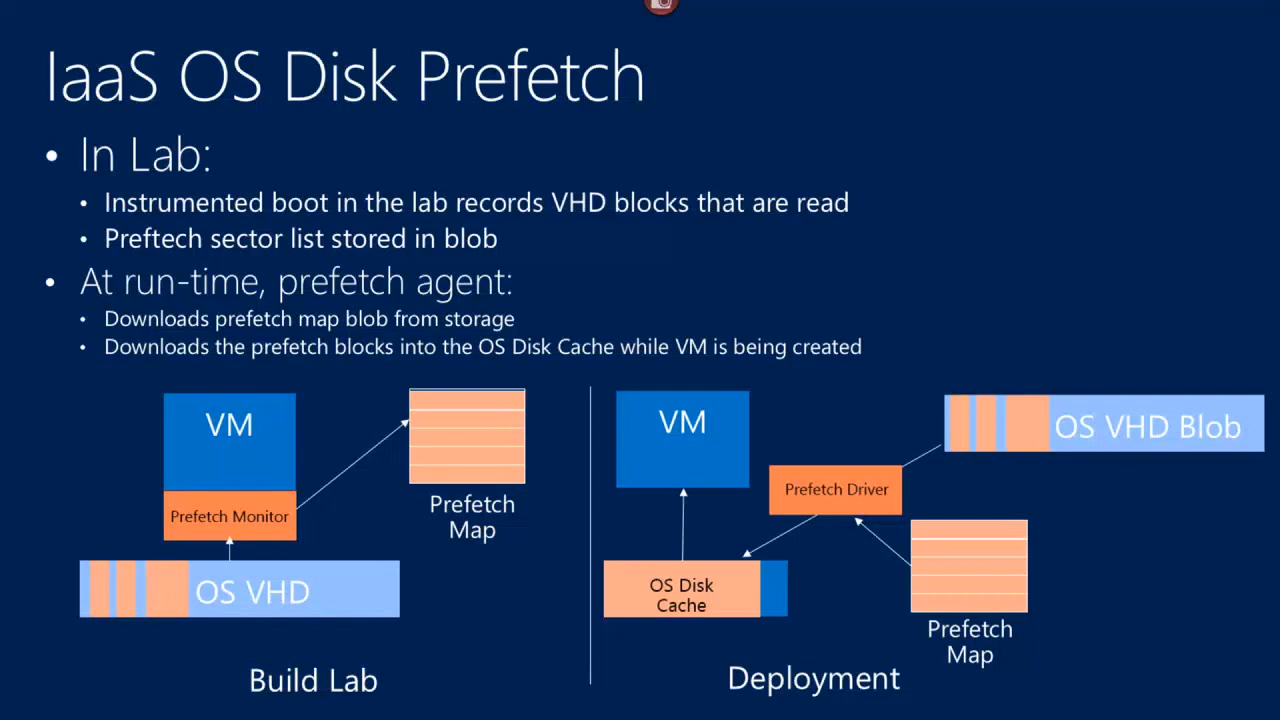 IaaS OS Disk Prefetch
• In Lab:
• Instrumented boot in the lab records VHD blocks that are read
• Preftech sector list stored in blob
• At run-time, prefetch agent:
• Downloads prefetch map blob from storage
• Downloads the prefetch blocks into the OS Disk Cache while VM is being created
VM
Prefetch Monitor
OS VHD
Prefetch
Map
Build Lab
VM
Prefetch Driver
OS VHD Blob
OS Disk
Cache
Prefetch
Map
Deployment